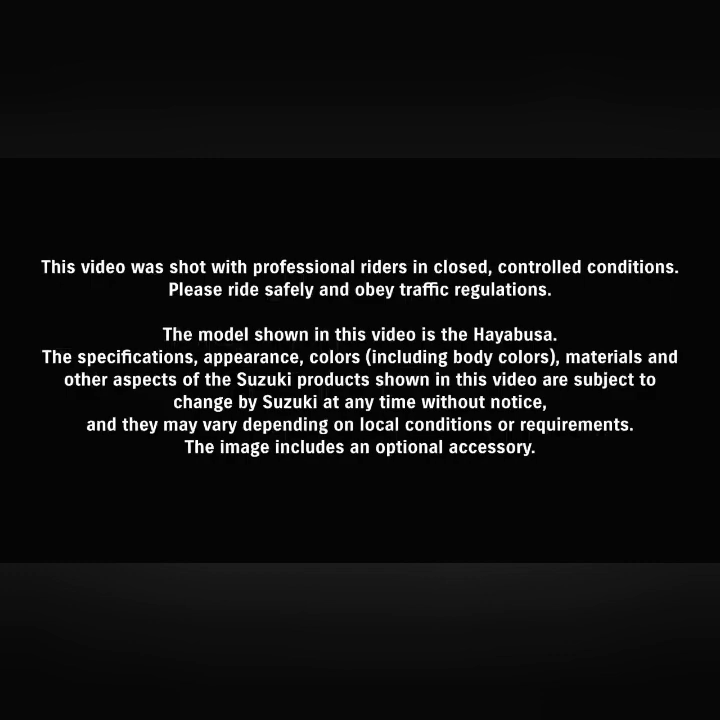 This video was shot with professional riders in closed, controlled conditions.
Please ride safely and obey traffic regulations.
The model shown in this video is the Hayabusa.
The specifications, appearance, colors (including body colors), materials and
other aspects of the Suzuki products shown in this video are subject to
change by Suzuki at any time without notice,
and they may vary depending on local conditions or requirements.
The image includes an optional accessory.